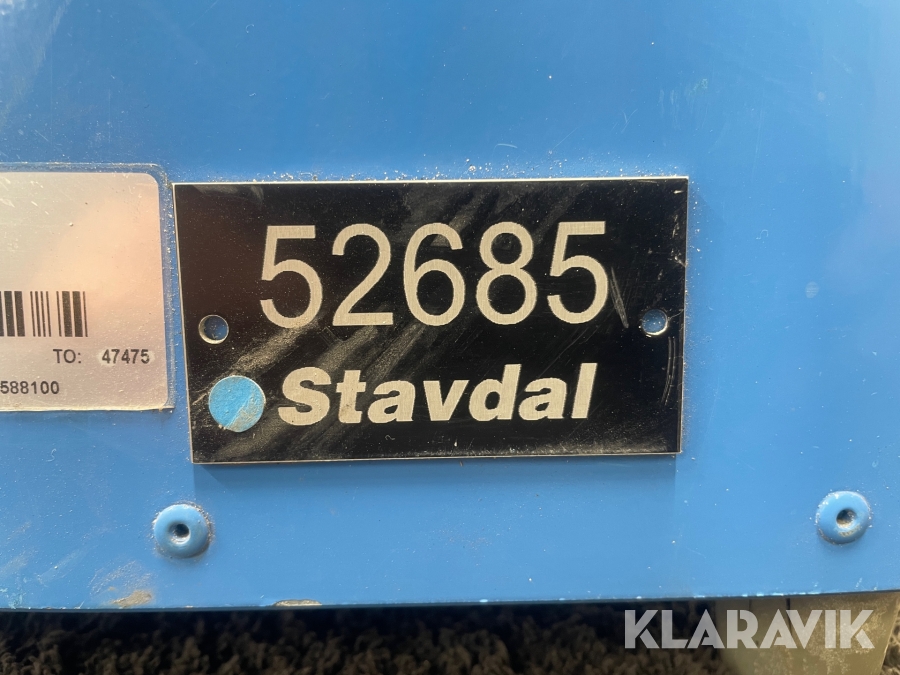 52685
Stavdal
TO: 47475
588100
KLARAVIK